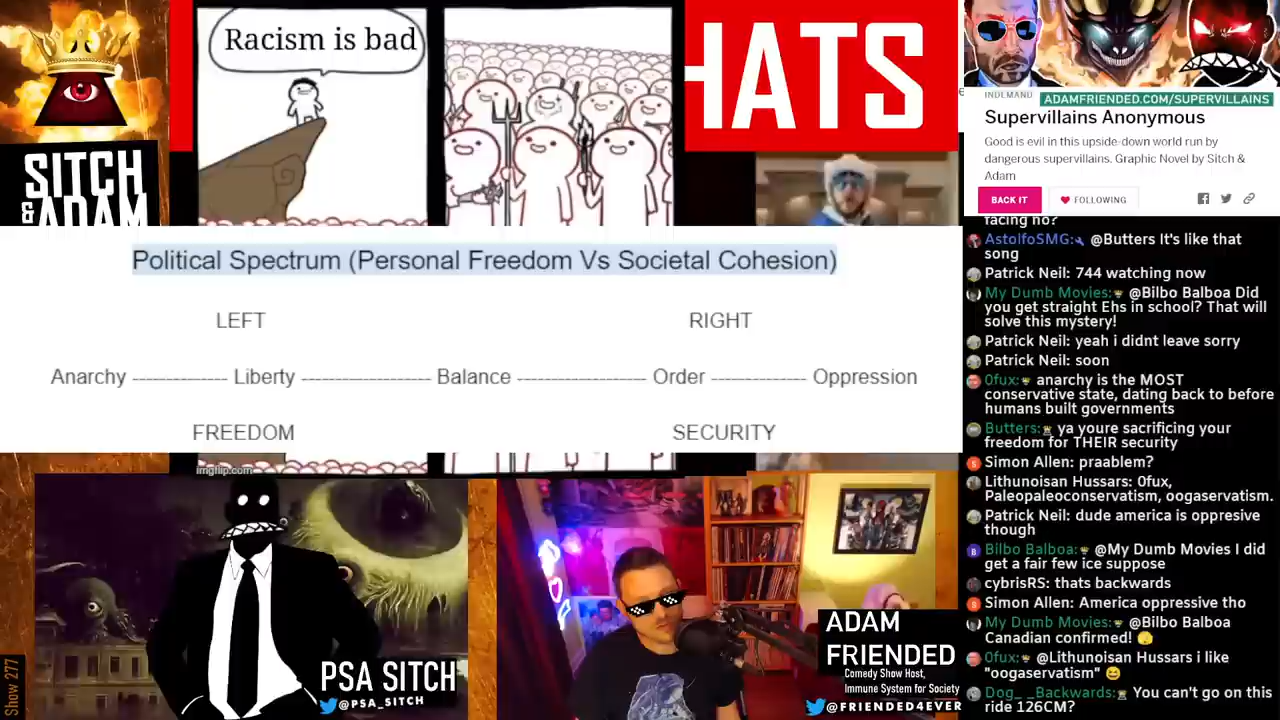 SITCH
& ADAM
Racism is bad
HATS
INDEMAND
ADAMFRIENDED.COM/SUPERVILLAINS
Supervillains Anonymous
Good is evil in this upside-down world run by
dangerous supervillains. Graphic Novel by Sitch &
Adam
BACK IT
FOLLOWING
Political Spectrum (Personal Freedom Vs Societal Cohesion)
LEFT RIGHT
Anarchy -------------- Liberty ------------------- Balance ------------------- Order -------------- Oppression
FREEDOM SECURITY
imgflip.com
facing no?
AstolfoSMG: @Butters It's like that
song
Patrick Neil: 744 watching now
My Dumb Movies: @Bilbo Balboa Did
you get straight Ehs in school? That will
solve this mystery!
Patrick Neil: yeah i didnt leave sorry
Patrick Neil: soon
0fux: anarchy is the MOST
conservative state, dating back to before
humans built governments
Butters: ya youre sacrificing your
freedom for THEIR security
Simon Allen: praablem?
Lithunoisan Hussars: 0fux,
Paleopaleoconservatism, oogaservatism.
Patrick Neil: dude america is oppresive
though
Bilbo Balboa: @My Dumb Movies I did
get a fair few ice suppose
cybrisRS: thats backwards
Simon Allen: America oppressive tho
My Dumb Movies: @Bilbo Balboa
Canadian confirmed!
0fux: @Lithunoisan Hussars i like
"oogaservatism"
Dog_ _Backwards: You can't go on this
ride 126CM?
Show 277
PSA SITCH
@PSA_SITCH
ADAM
FRIENDED
Comedy Show Host,
Immune System for Society
@FRIENDED4EVER